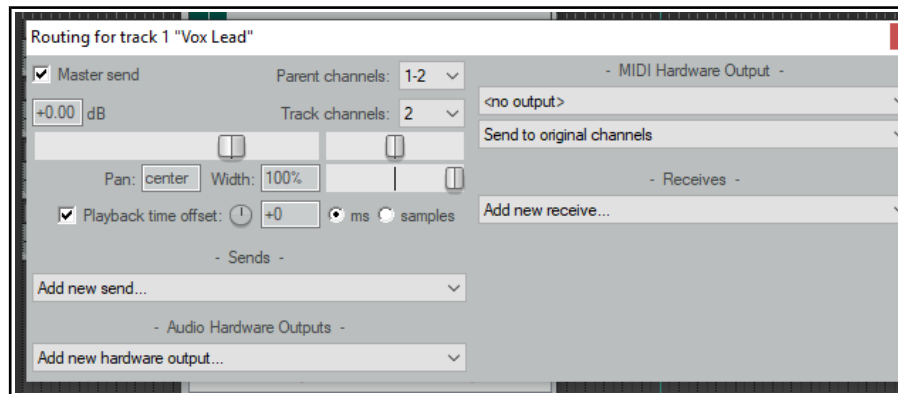 Routing for track 1 "Vox Lead"
Master send
Parent channels: 1-2
+0.00 dB
Track channels: 2
Pan: center Width: 100%
Playback time offset: +0 ms samples
- Sends -
Add new send...
- Audio Hardware Outputs -
Add new hardware output...
- MIDI Hardware Output -
<no output>
Send to original channels
- Receives -
Add new receive...